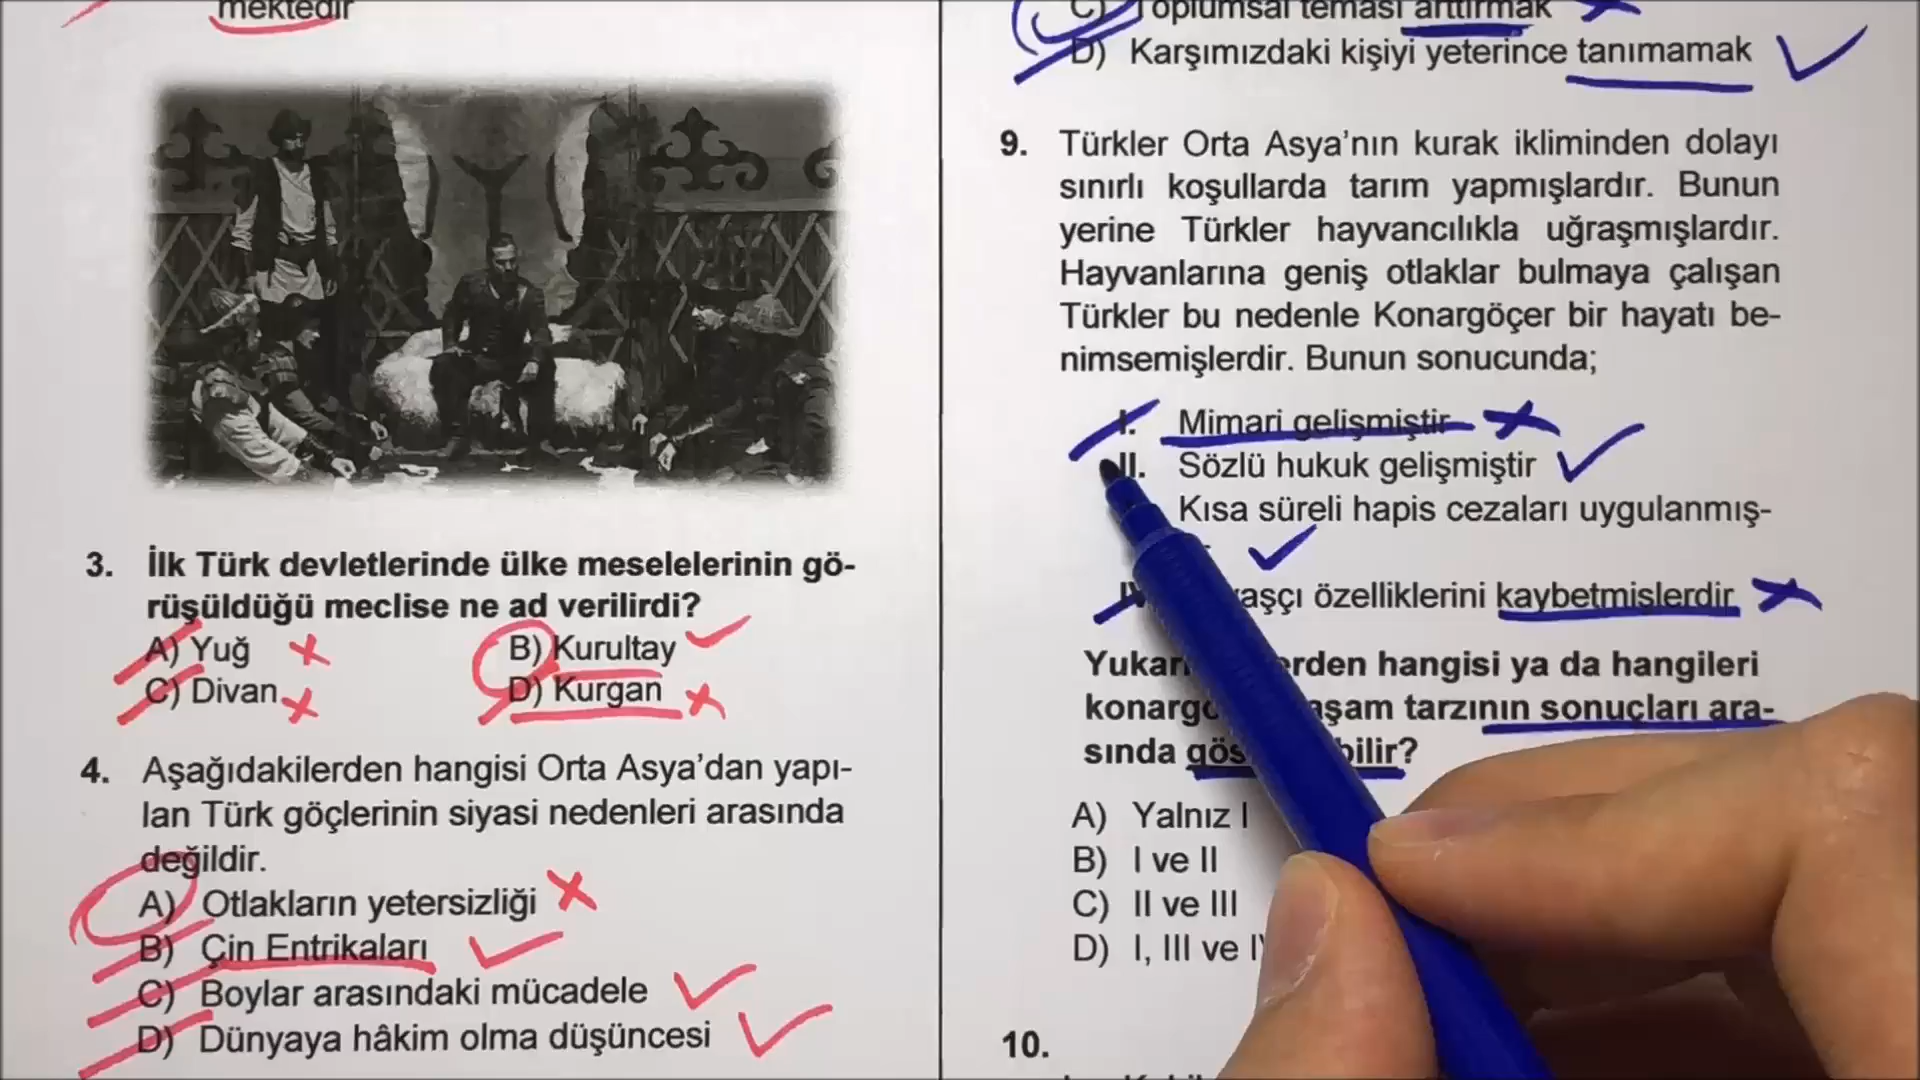 mektedir
3. İlk Türk devletlerinde ülke meselelerinin gö-
rüşüldüğü meclise ne ad verilirdi?
A) Yuğ B) Kurultay
C) Divan D) Kurgan
4. Aşağıdakilerden hangisi Orta Asya'dan yapı-
lan Türk göçlerinin siyasi nedenleri arasında
değildir.
A) Otlakların yetersizliği
B) Çin Entrikaları
C) Boylar arasındaki mücadele
D) Dünyaya hâkim olma düşüncesi
C) Toplumsal teması arttırmak
D) Karşımızdaki kişiyi yeterince tanımamak
9. Türkler Orta Asya'nın kurak ikliminden dolayı
sınırlı koşullarda tarım yapmışlardır. Bunun
yerine Türkler hayvancılıkla uğraşmışlardır.
Hayvanlarına geniş otlaklar bulmaya çalışan
Türkler bu nedenle Konargöçer bir hayatı be-
nimsemişlerdir. Bunun sonucunda;
I. Mimari gelişmiştir
II. Sözlü hukuk gelişmiştir
Kısa süreli hapis cezaları uygulanmış-
özelliklerini kaybetmişlerdir
hangisi ya da hangileri
tarzının sonuçları ara-
sında
A) Yalnız I
B) I ve II
C) II ve III
D) I, III ve
10.